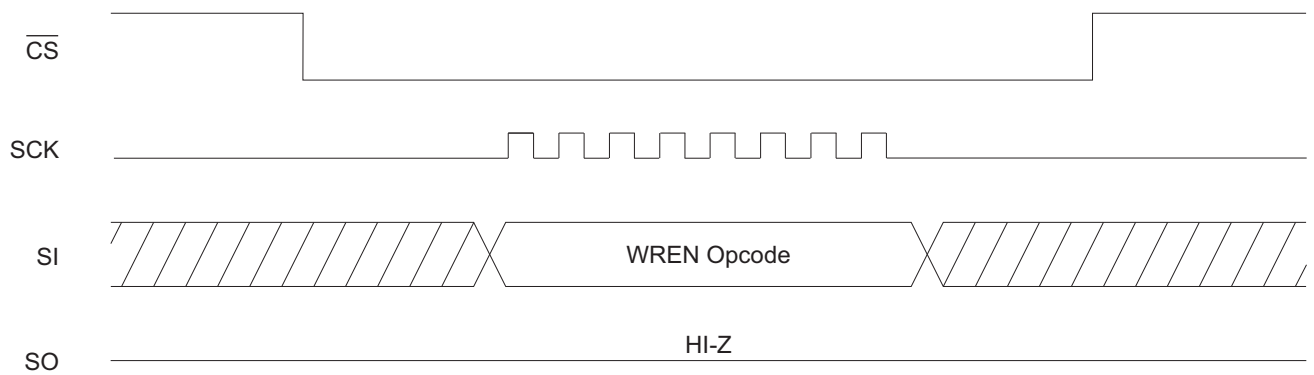 CS
SCK
SI
WREN Opcode
HI-Z
SO